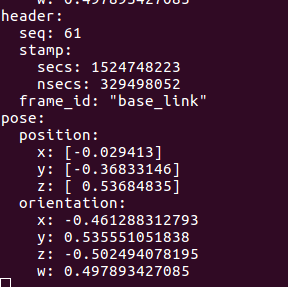 w: 0.497893427085
header:
seq: 61
stamp:
secs: 1524748223
nsecs: 329498052
frame_id: "base_link"
pose:
position:
x: [-0.029413]
y: [-0.36833146]
z: [ 0.53684835]
orientation:
x: -0.461288312793
y: 0.535551051838
z: -0.502494078195
w: 0.497893427085